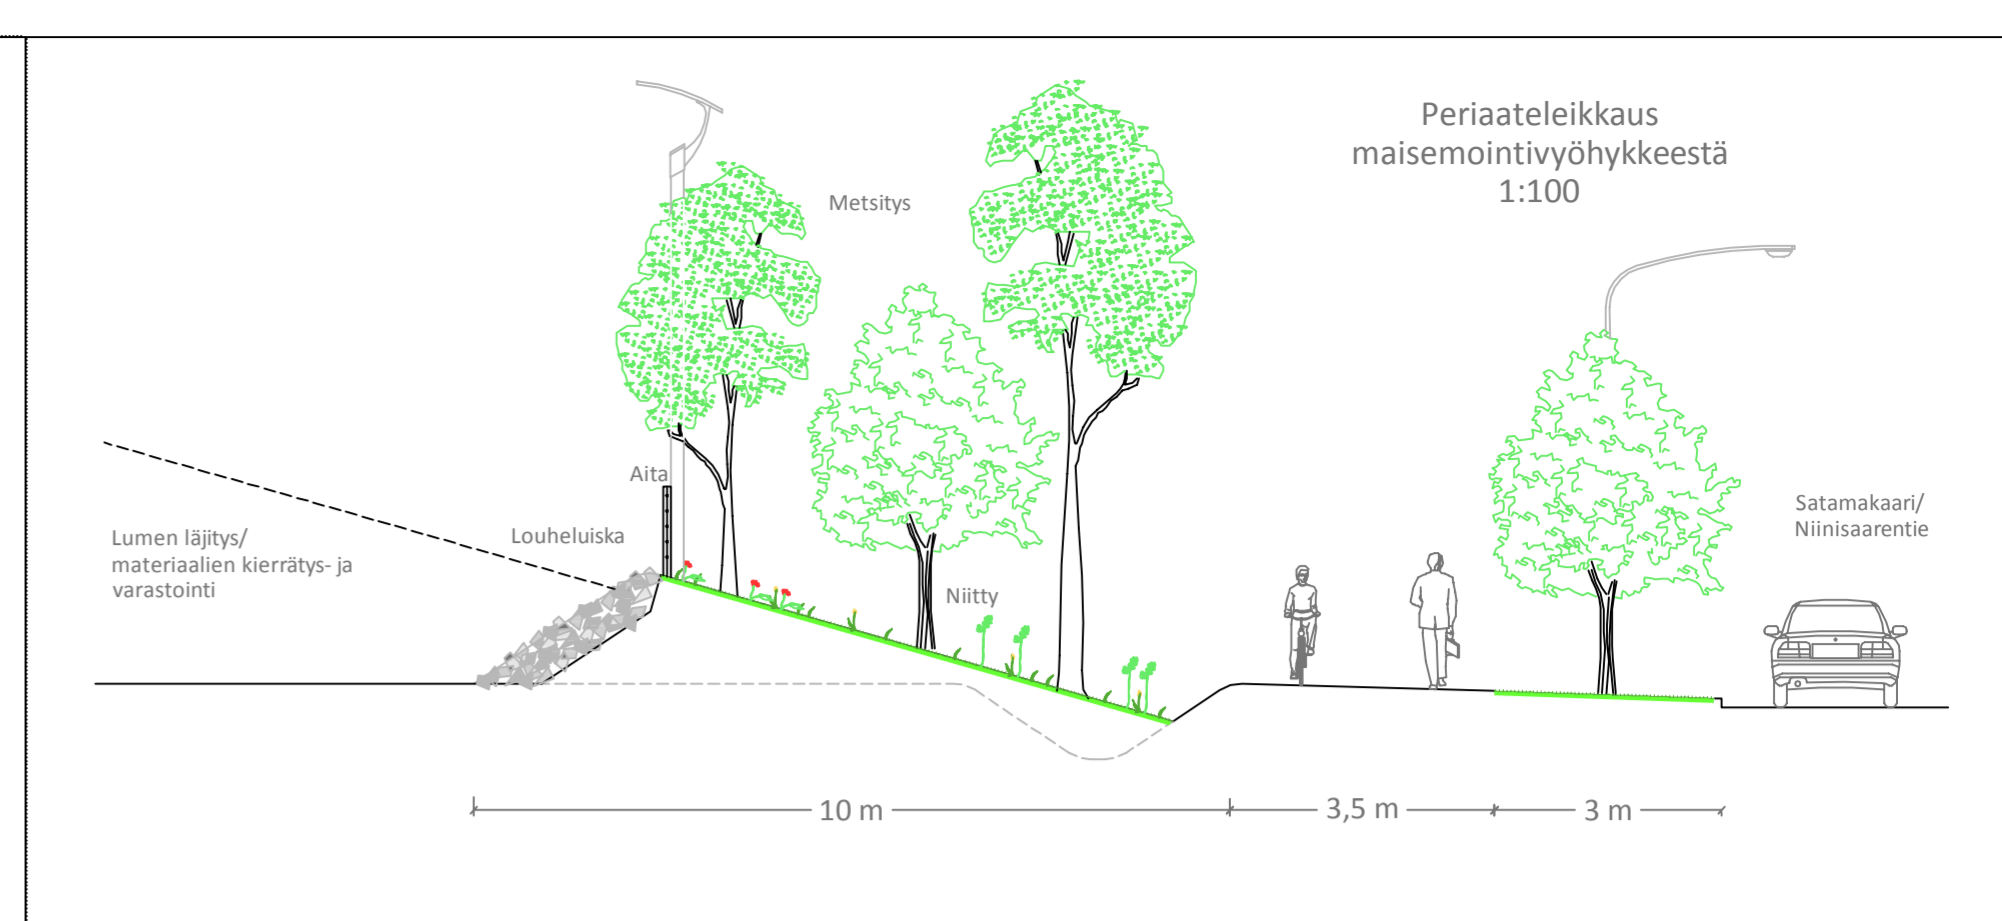 Periaateleikkaus
maisemointivyöhykkeestä
1:100
Metsitys
Aita
Louheluiska
Lumen läjitys/
materiaalien kierrätys- ja
varastointi
Niitty
Satamakaari/
Niinisaarentie
10 m
3,5 m
3 m